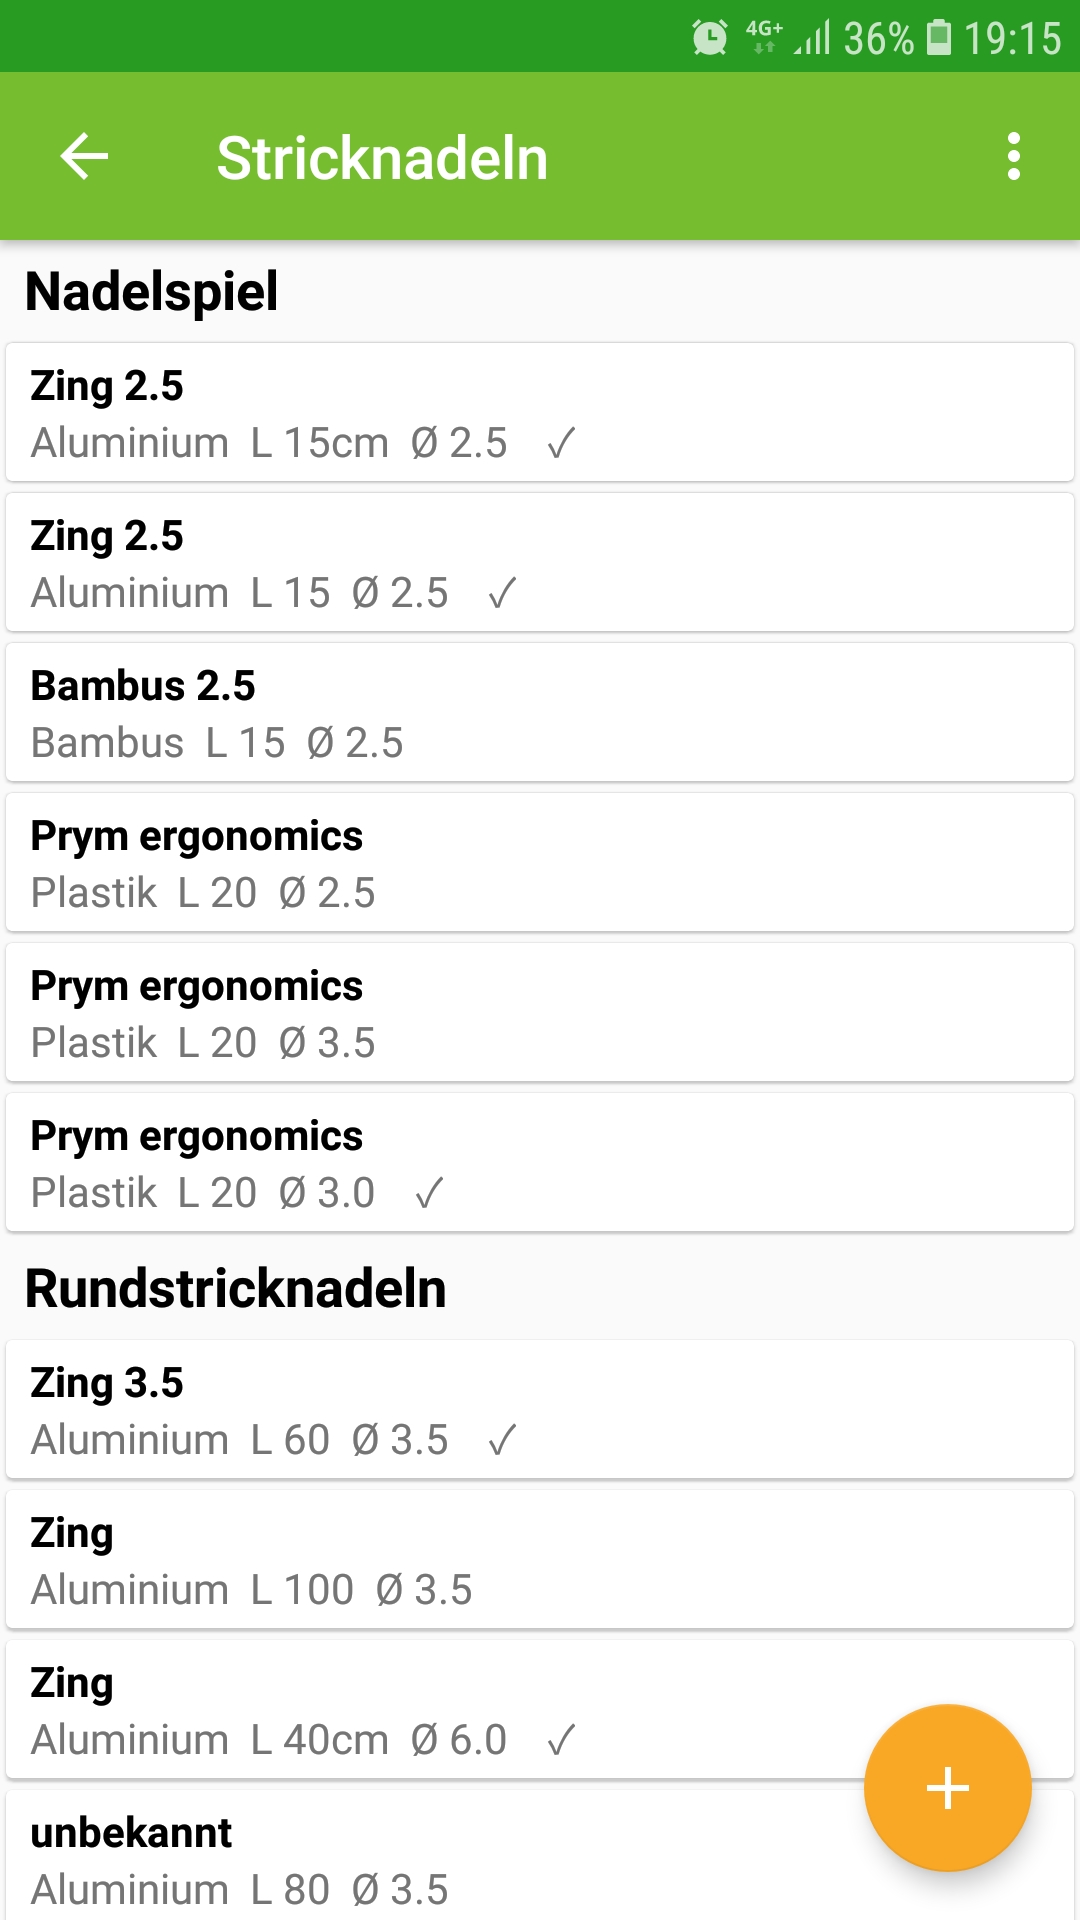 4G+ 36% 19:15
Stricknadeln
Nadelspiel
Zing 2.5
Aluminium L 15cm Ø 2.5 ✓
Zing 2.5
Aluminium L 15 Ø 2.5 ✓
Bambus 2.5
Bambus L 15 Ø 2.5
Prym ergonomics
Plastik L 20 Ø 2.5
Prym ergonomics
Plastik L 20 Ø 3.5
Prym ergonomics
Plastik L 20 Ø 3.0 ✓
Rundstricknadeln
Zing 3.5
Aluminium L 60 Ø 3.5 ✓
Zing
Aluminium L 100 Ø 3.5
Zing
Aluminium L 40cm Ø 6.0 ✓
unbekannt
Aluminium L 80 Ø 3.5